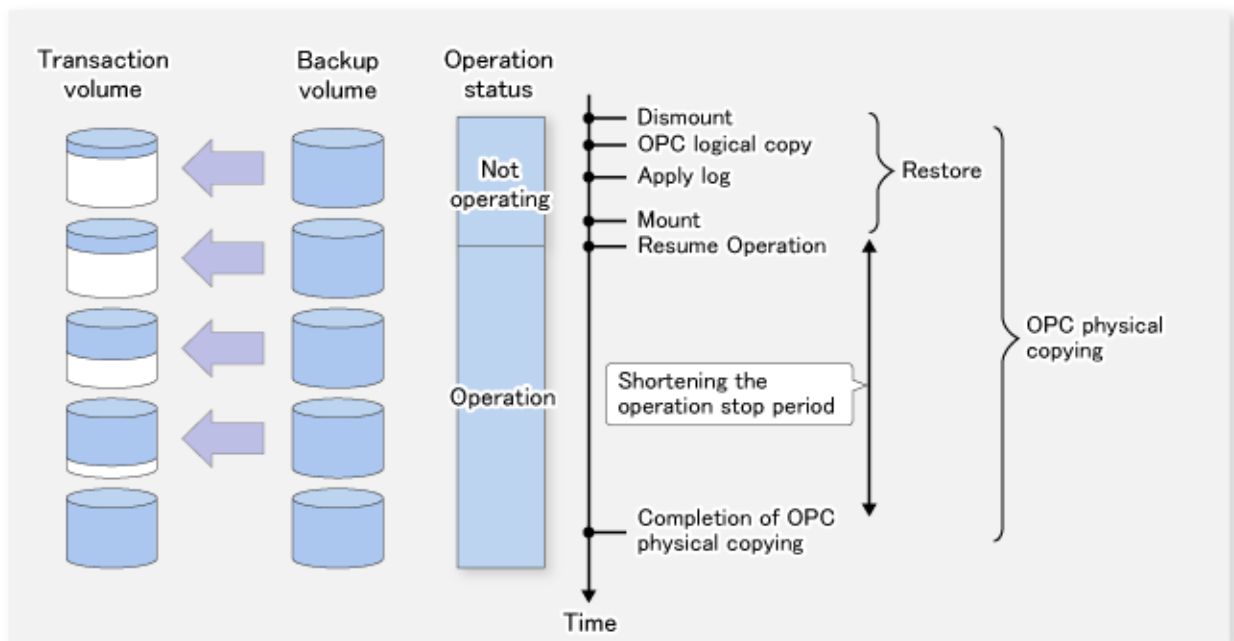 Transaction
volume
Backup
volume
Operation
status
Not
operating
Operation
Dismount
OPC logical copy
Apply log
Mount
Resume Operation
Restore
Shortening the
operation stop period
OPC physical
copying
Completion of OPC
physical copying
Time